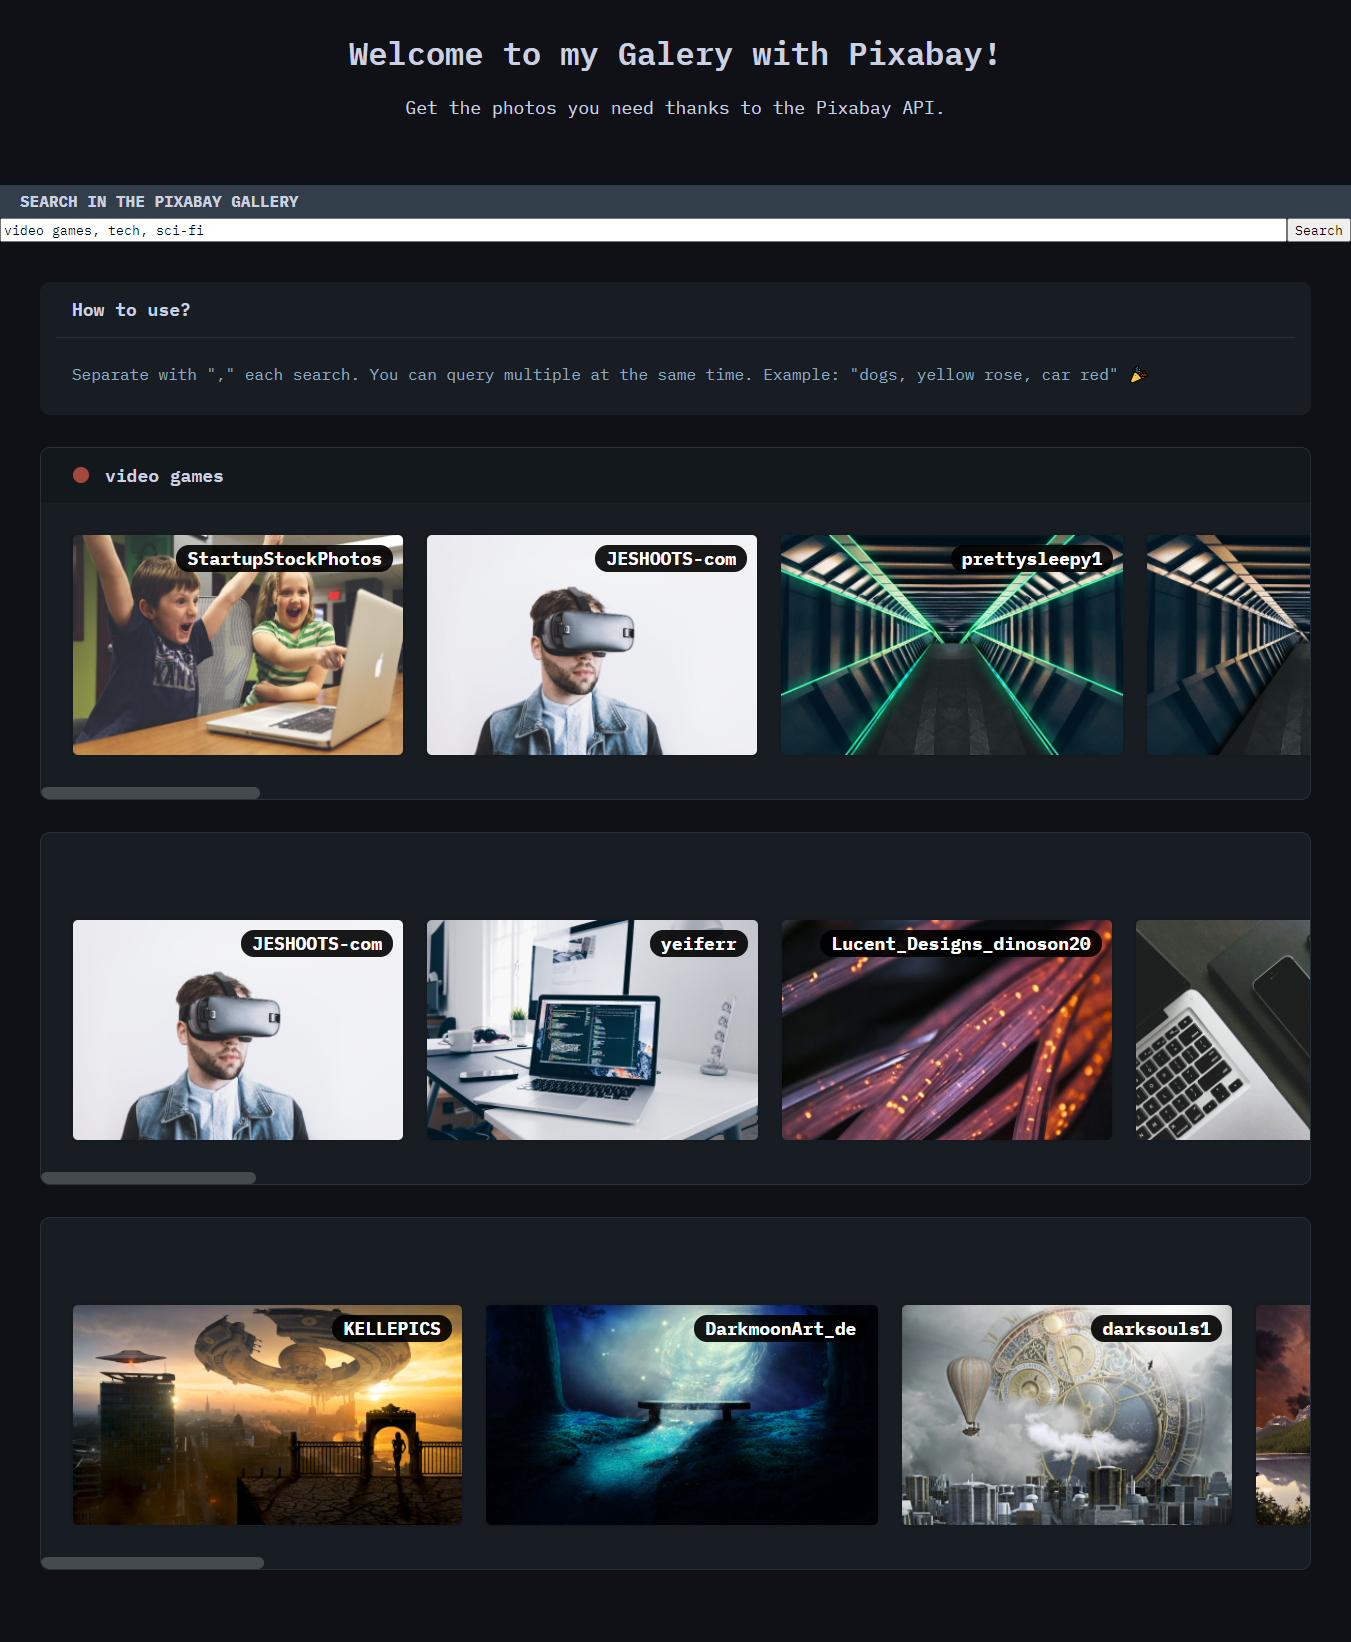 Welcome to my Galery with Pixabay!
Get the photos you need thanks to the Pixabay API.
SEARCH IN THE PIXABAY GALLERY
video games, tech, sci-fi
Search
How to use?
Separate with "," each search. You can query multiple at the same time. Example: "dogs, yellow rose, car red" 🎉
video games
StartupStockPhotos
JESHOOTS-com
prettysleepy1
JESHOOTS-com
yeiferr
Lucent_Designs_dinoson20
KELLEPICS
DarkmoonArt_de
darksouls1